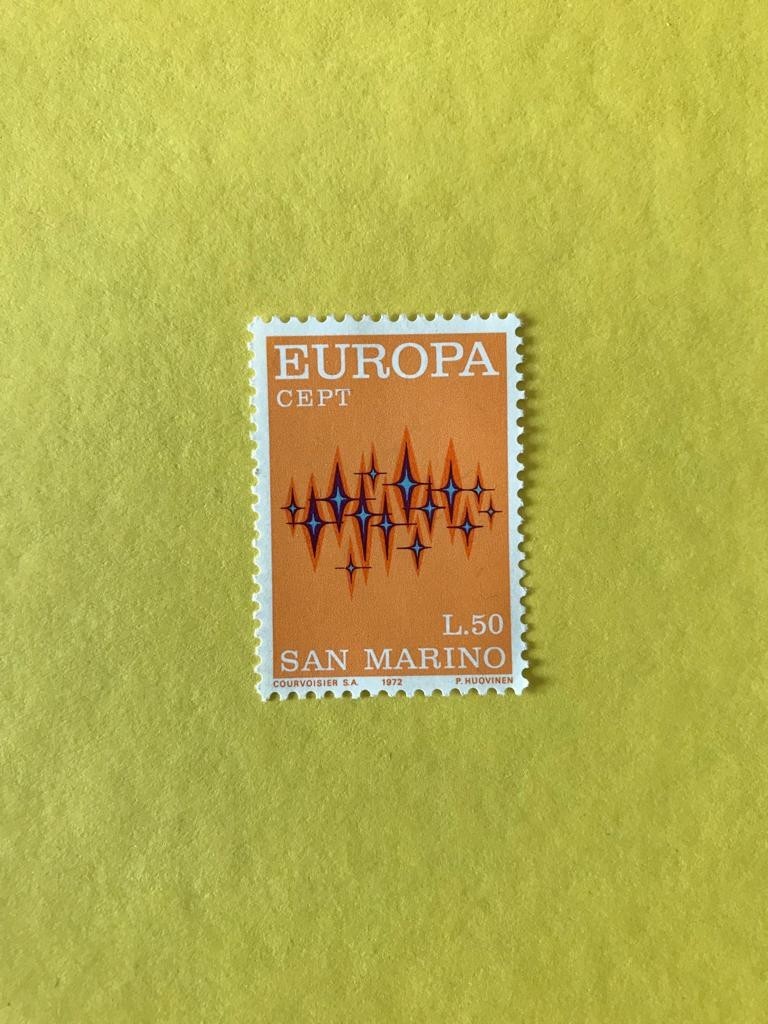 EUROPA
CEPT
L.50
SAN MARINO
COURVOISIER S.A. 1972 P. HUOVINEN